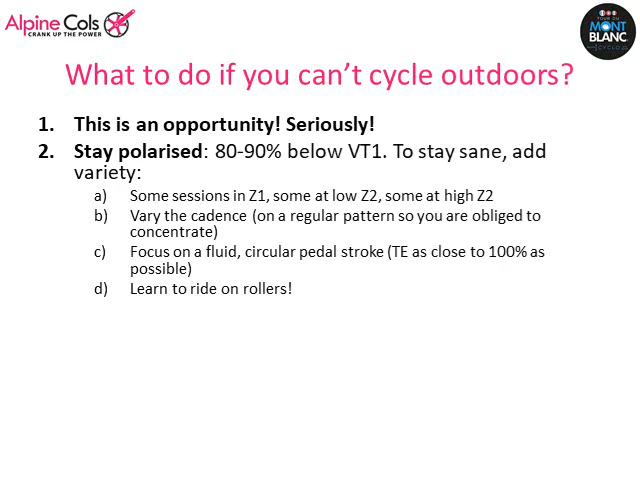 Alpine Cols
CRANK UP THE POWER
TOUR DU
MONT
BLANC
CYCLO
What to do if you can't cycle outdoors?
1. This is an opportunity! Seriously!
2. Stay polarised: 80-90% below VT1. To stay sane, add
variety:
a) Some sessions in Z1, some at low Z2, some at high Z2
b) Vary the cadence (on a regular pattern so you are obliged to
concentrate)
c) Focus on a fluid, circular pedal stroke (TE as close to 100% as
possible)
d) Learn to ride on rollers!